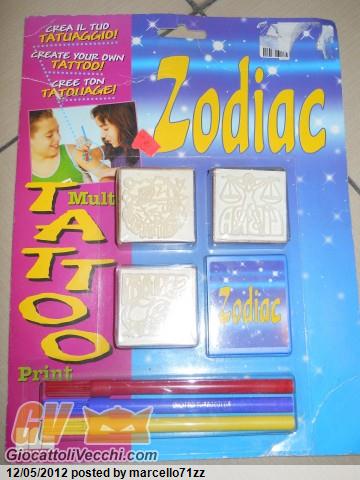 CREA IL TUO
TATUAGGIO!
CREATE YOUR OWN
TATTOO!
CREE TON
TATOUAGE!
Zodiac
Multi
TATTOO
Print
Zodiac
GV
GiocattoliVecchi.com
12/05/2012 posted by marcello71zz